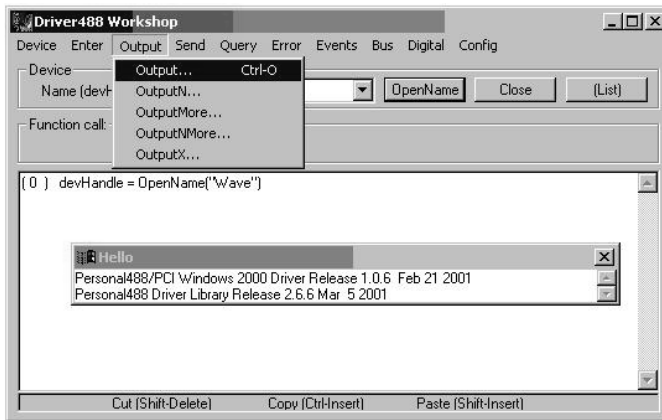 Driver488 Workshop
Device Enter Output Send Query Error Events Bus Digital Config
Device
Name (devH
OpenName Close (List)
Output... Ctrl-O
OutputN...
OutputMore...
OutputNMore...
OutputX...
Function call:
( 0 ) devHandle = OpenName("Wave")
Hello
Personal488/PCI Windows 2000 Driver Release 1.0.6 Feb 21 2001
Personal488 Driver Library Release 2.6.6 Mar 5 2001
Cut (Shift-Delete) Copy (Ctrl-Insert) Paste (Shift-Insert)